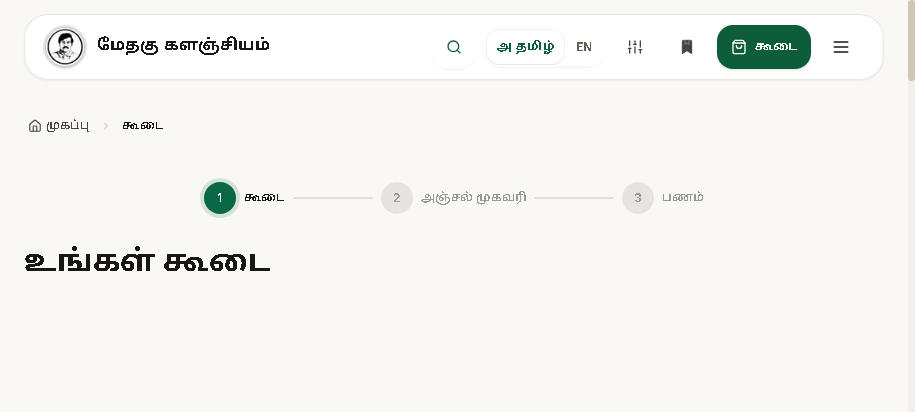 மேதகு களஞ்சியம்
அ தமிழ் EN
கூடை
முகப்பு
கூடை
1 கூடை 2 அஞ்சல் முகவரி 3 பணம்
உங்கள் கூடை